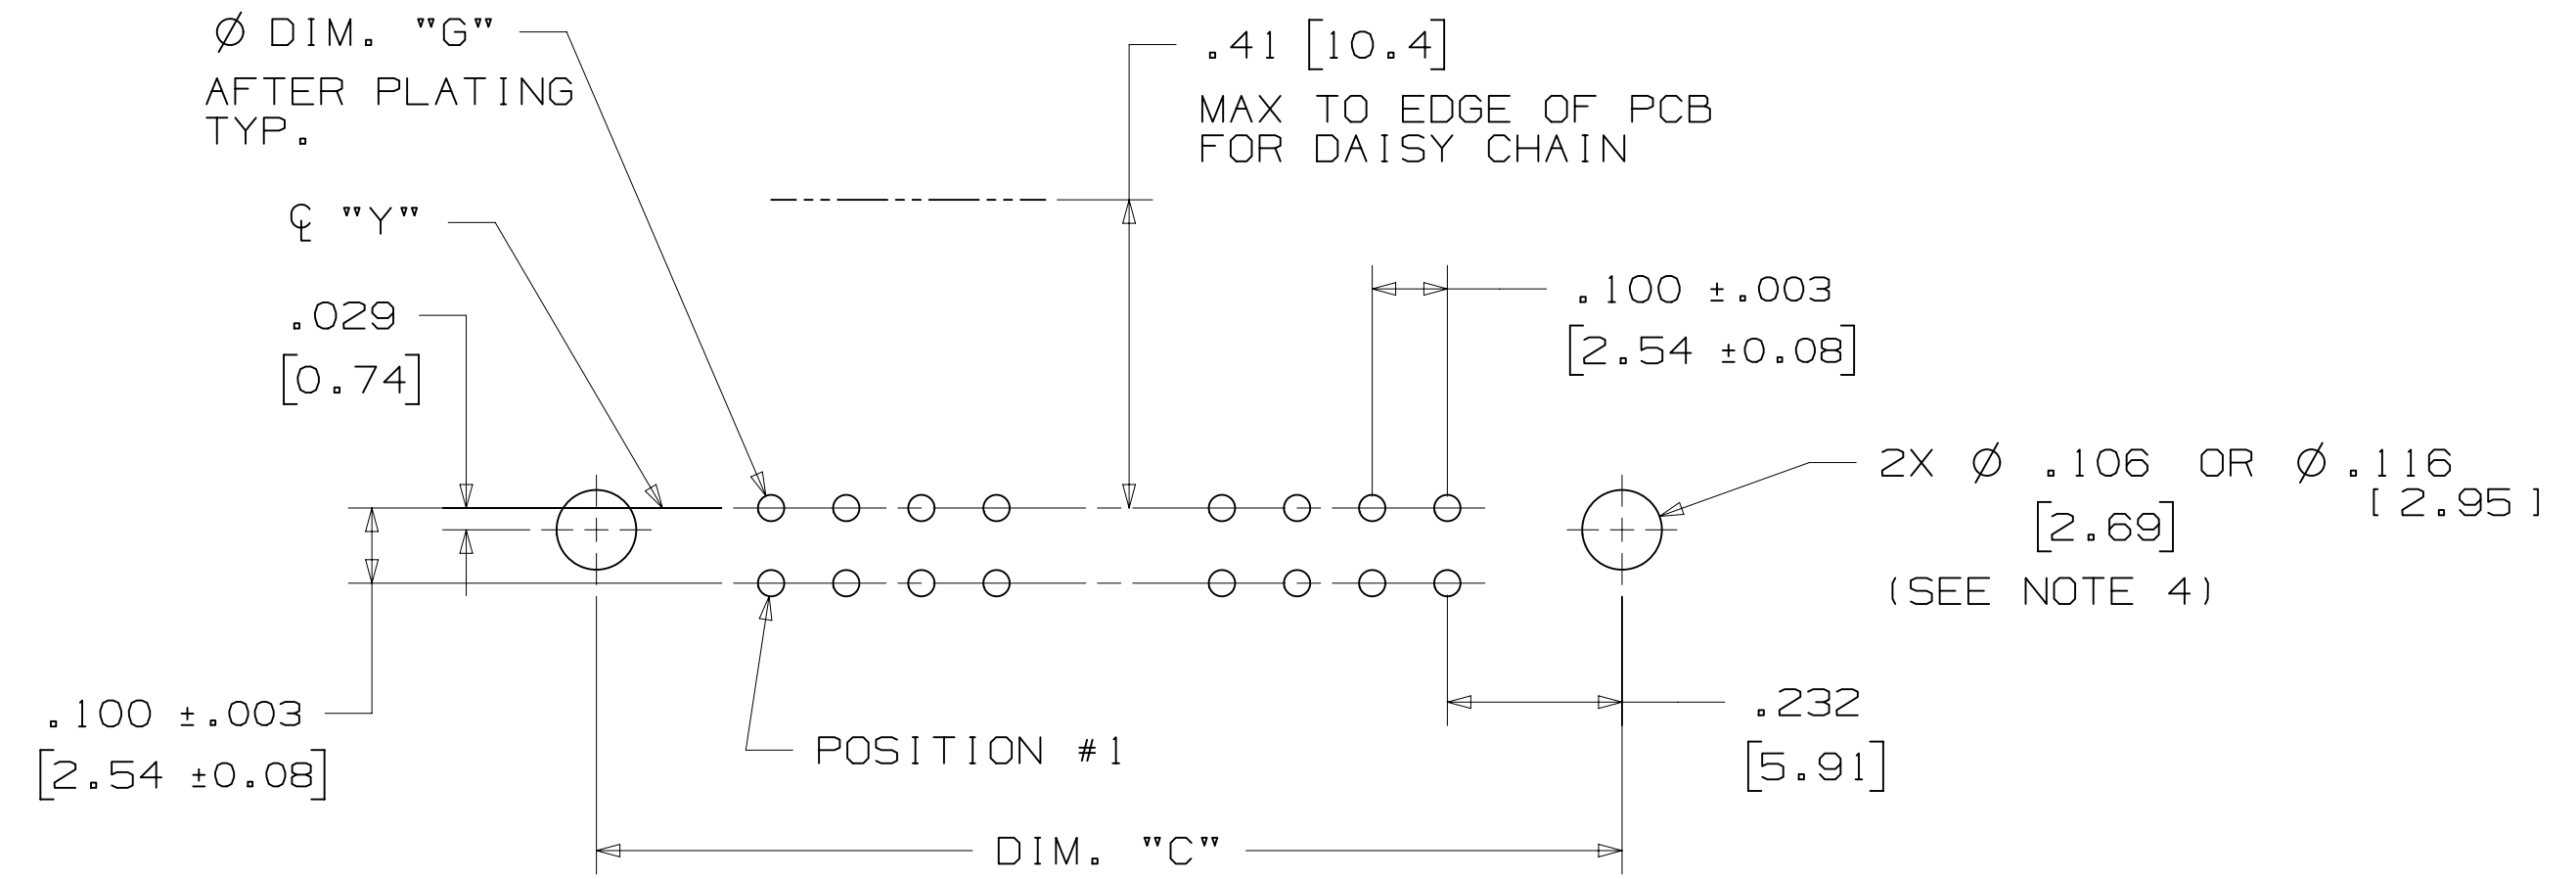 Ø DIM. "G"
AFTER PLATING
TYP.
.41 [10.4]
MAX TO EDGE OF PCB
FOR DAISY CHAIN
℄ "Y"
.029
[0.74]
.100 ±.003
[2.54 ±0.08]
2X Ø .106 OR Ø .116
[2.69] [2.95]
(SEE NOTE 4)
.100 ±.003
[2.54 ±0.08]
POSITION #1
.232
[5.91]
DIM. "C"